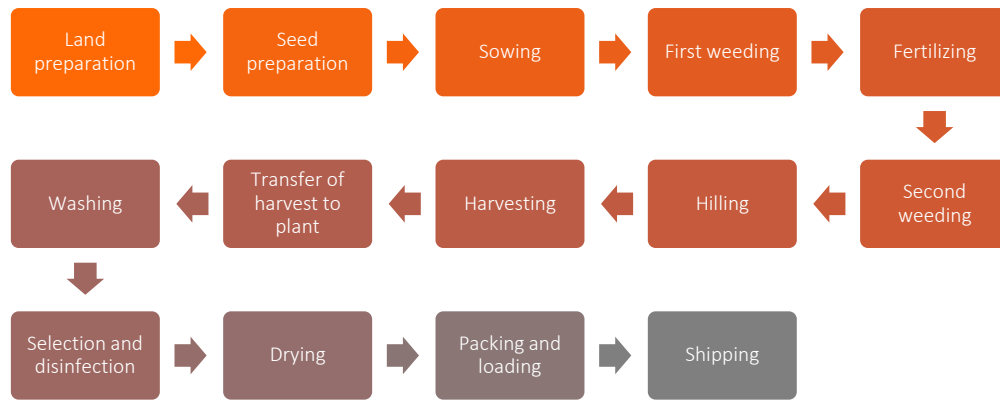 Land
preparation
Seed
preparation
Sowing
First weeding
Fertilizing
Second
weeding
Hilling
Harvesting
Transfer of
harvest to
plant
Washing
Selection and
disinfection
Drying
Packing and
loading
Shipping